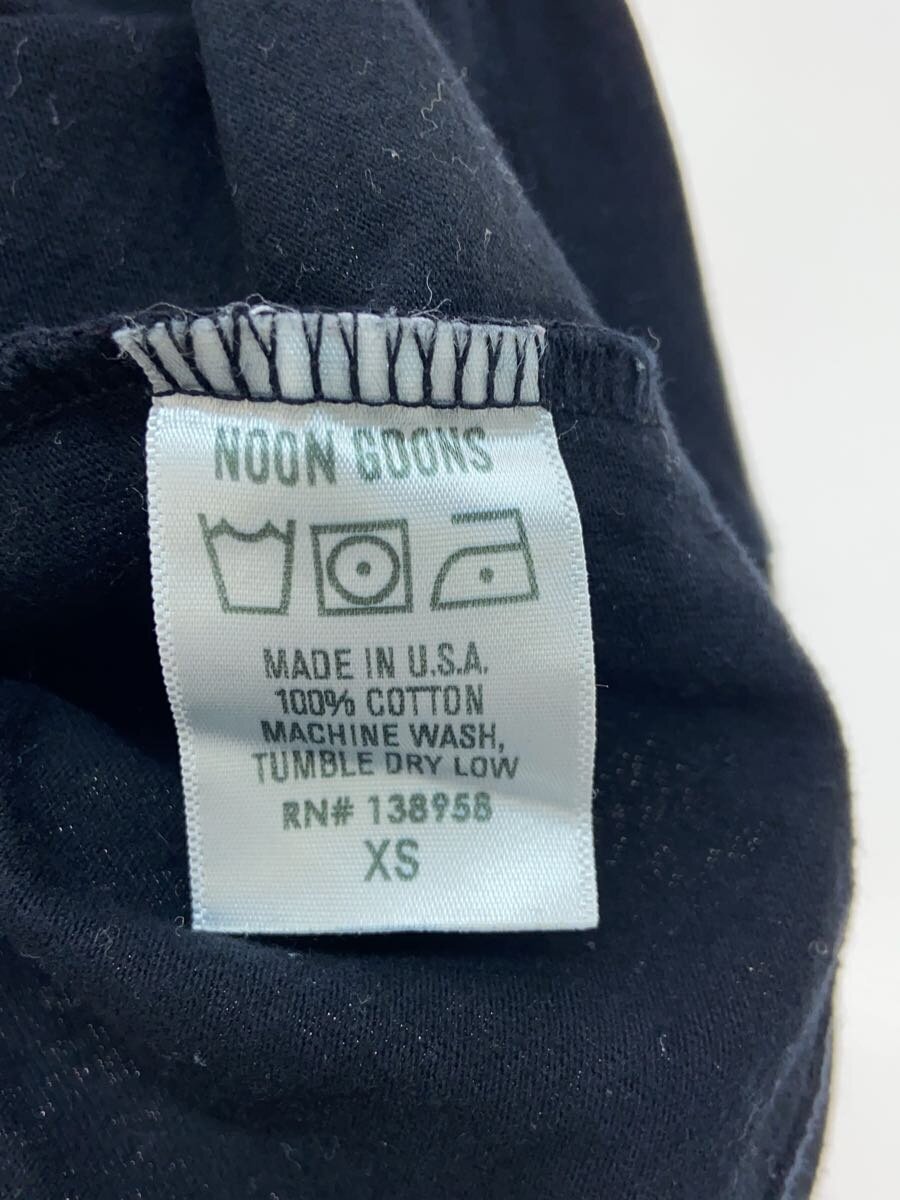 NOON GOONS
MADE IN U.S.A.
100% COTTON
MACHINE WASH,
TUMBLE DRY LOW
RN# 138958
XS